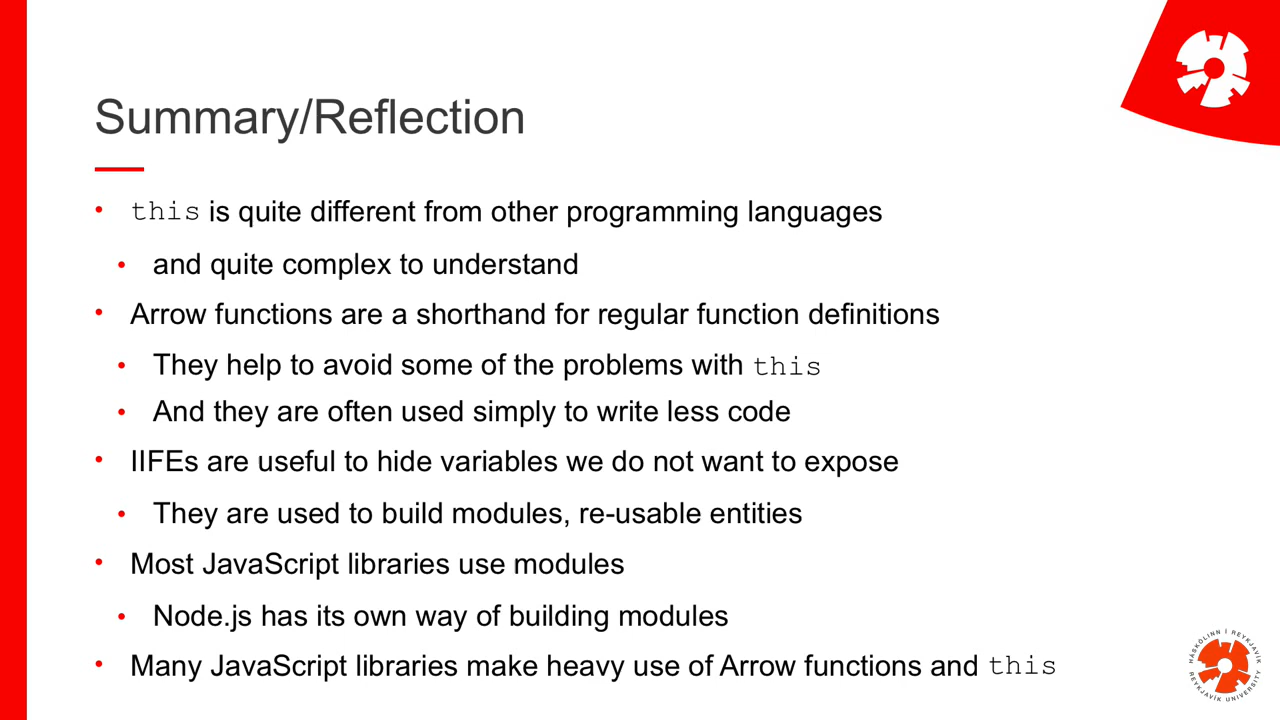 Summary/Reflection
this is quite different from other programming languages
and quite complex to understand
Arrow functions are a shorthand for regular function definitions
They help to avoid some of the problems with this
And they are often used simply to write less code
IIFEs are useful to hide variables we do not want to expose
They are used to build modules, re-usable entities
Most JavaScript libraries use modules
Node.js has its own way of building modules
Many JavaScript libraries make heavy use of Arrow functions and this
HÁSKÓLINN Í REYKJAVÍK
REYKJAVÍK UNIVERSITY